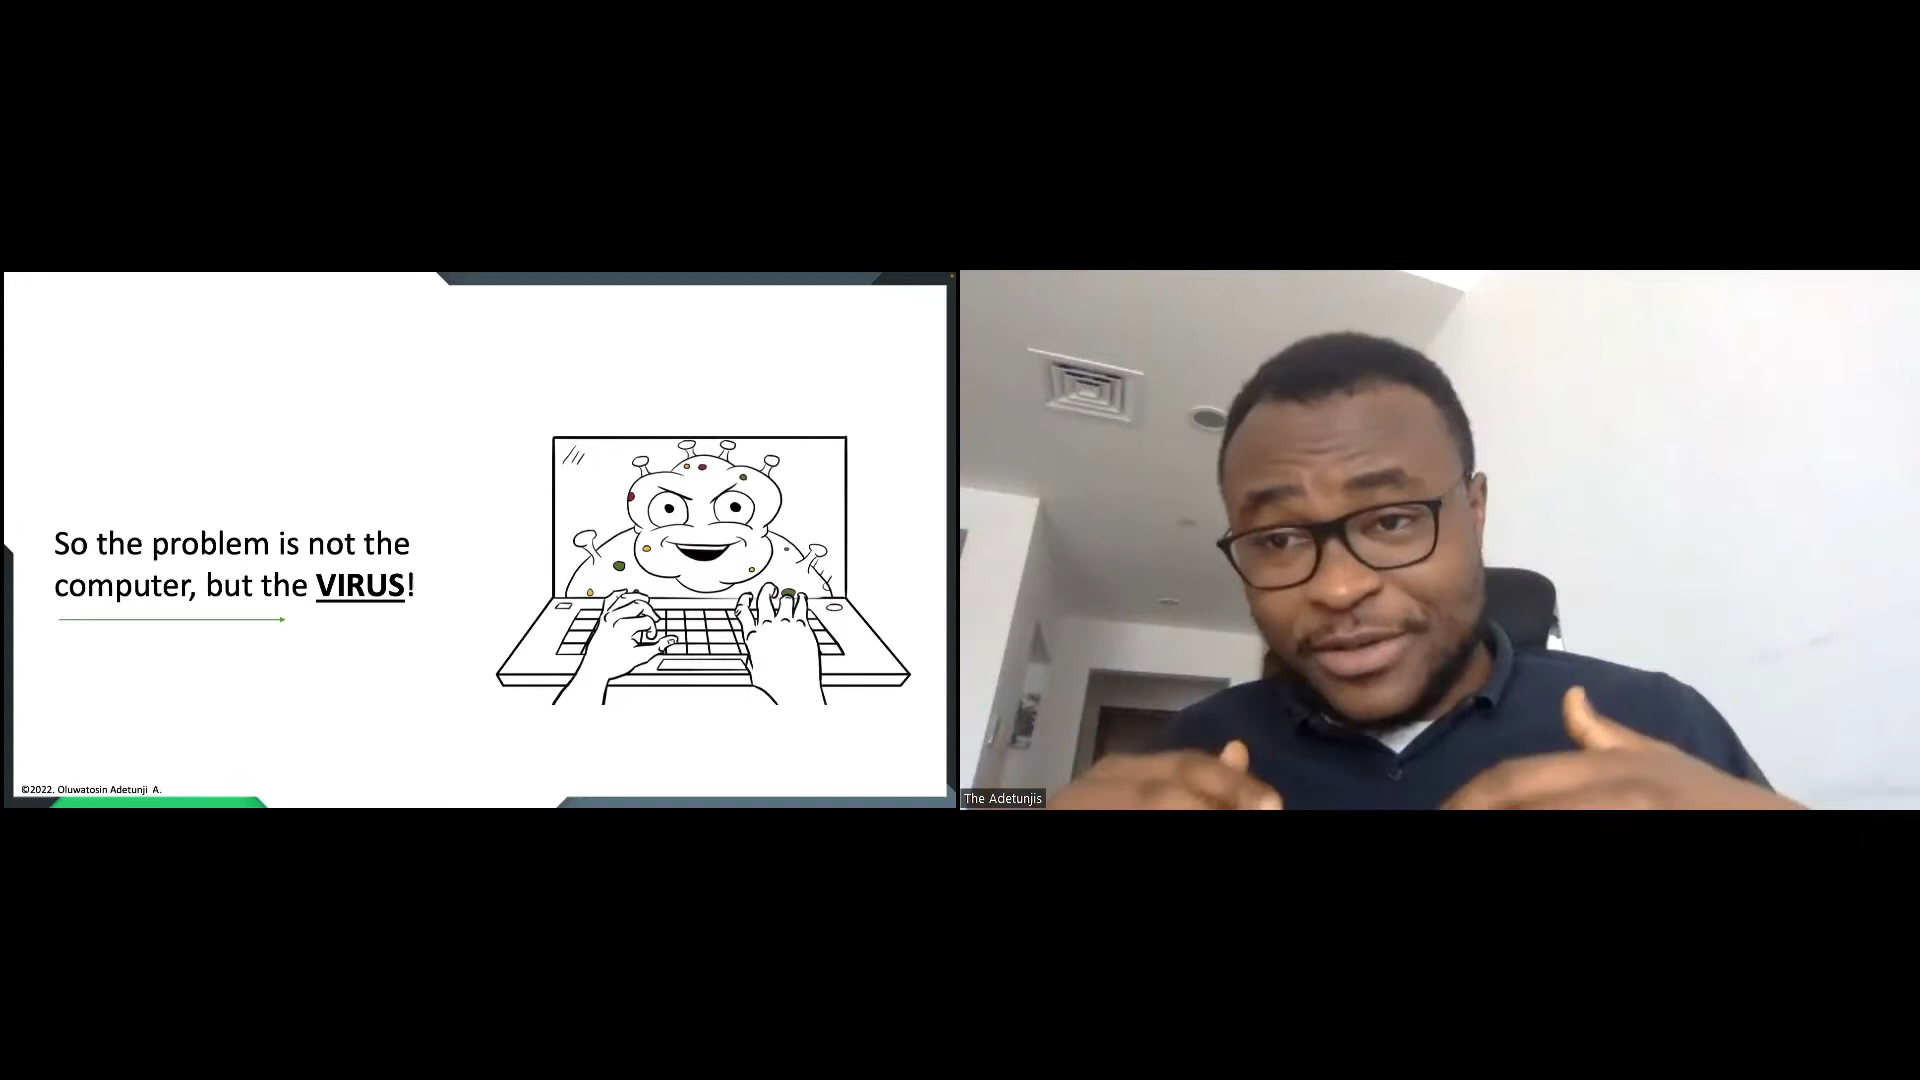 So the problem is not the
computer, but the VIRUS!
©2022. Oluwatosin Adetunji A.
The Adetunjis